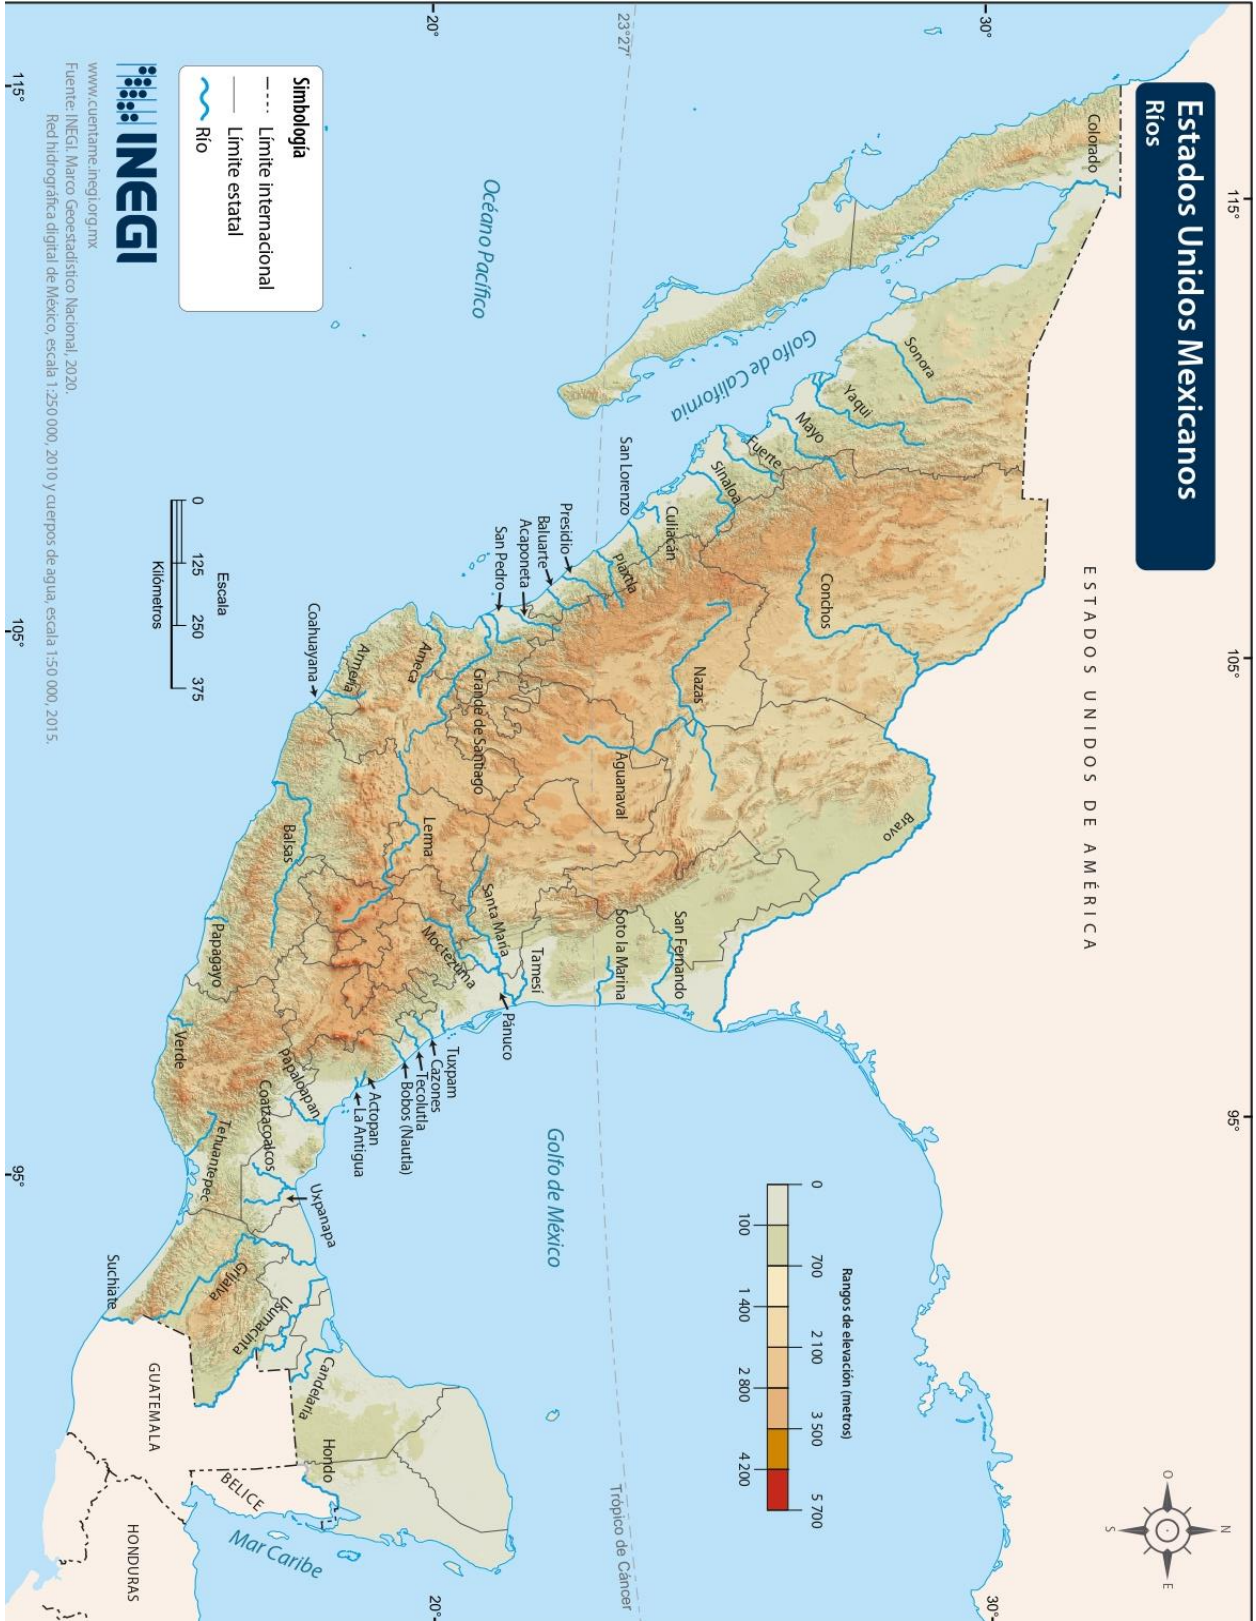 Estados Unidos Mexicanos
Ríos
115°
105°
95°
30°
30°
23°27'
20°
20°
115°
105°
95°
ESTADOS UNIDOS DE AMÉRICA
N
O
E
S
Colorado
Sonora
Yaqui
Mayo
Fuerte
Sinaloa
Culiacán
San Lorenzo
Piaxtla
Presidio
Baluarte
Acaponeta
San Pedro
Conchos
Nazas
Aguanaval
Bravo
San Fernando
Soto la Marina
Tamesí
Pánuco
Santa María
Moctezuma
Grande de Santiago
Ameca
Armería
Coahuayana
Lerma
Balsas
Papagayo
Verde
Tuxpam
Cazones
Tecolutla
Bobos (Nautla)
Actopan
La Antigua
Papaloapan
Coatzacoalcos
Uxpanapa
Tehuantepec
Grijalva
Usumacinta
Suchiate
Candelaria
Hondo
Golfo de California
Océano Pacífico
Golfo de México
Mar Caribe
Trópico de Cáncer
GUATEMALA
BELICE
HONDURAS
Rangos de elevación (metros)
0
100
700
1 400
2 100
2 800
3 500
4 200
5 700
Simbología
Límite internacional
Límite estatal
Río
Escala
0
125
250
375
Kilómetros
INEGI
www.cuentame.inegi.org.mx
Fuente: INEGI. Marco Geoestadístico Nacional, 2020.
Red hidrográfica digital de México, escala 1:250 000, 2010 y cuerpos de agua, escala 1:50 000, 2015.